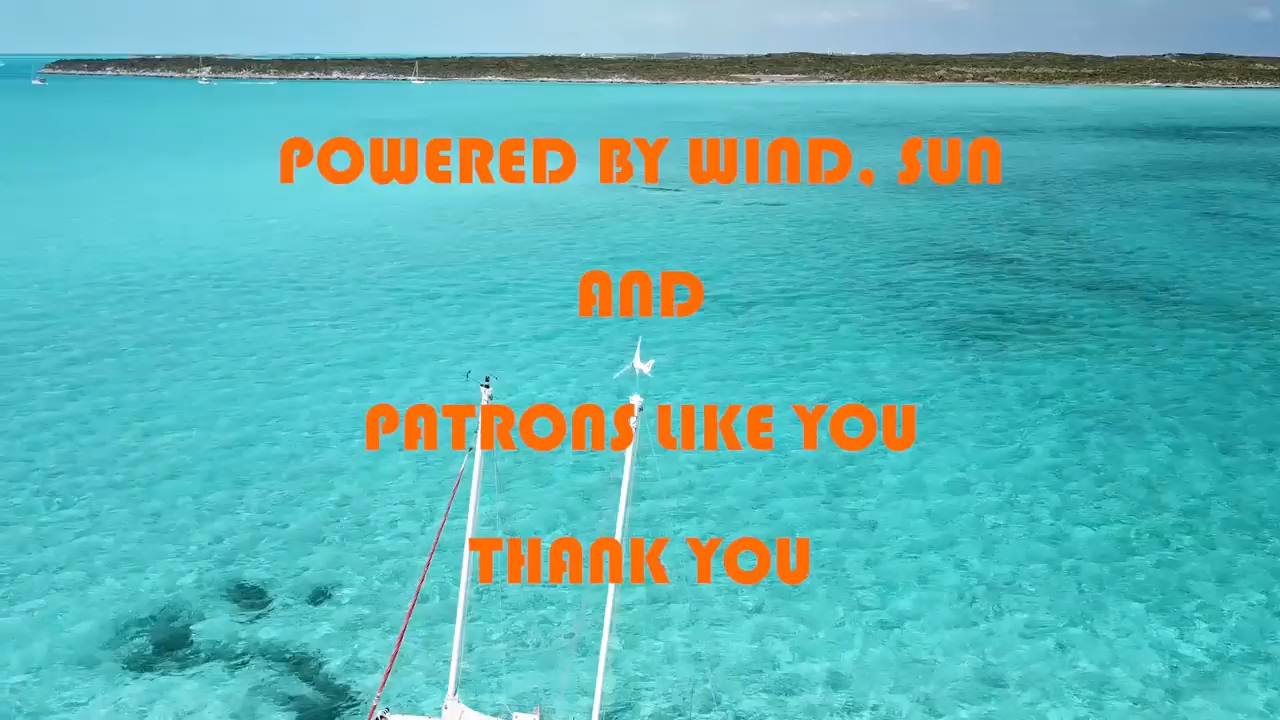 POWERED BY WIND, SUN
AND
PATRONS LIKE YOU
THANK YOU